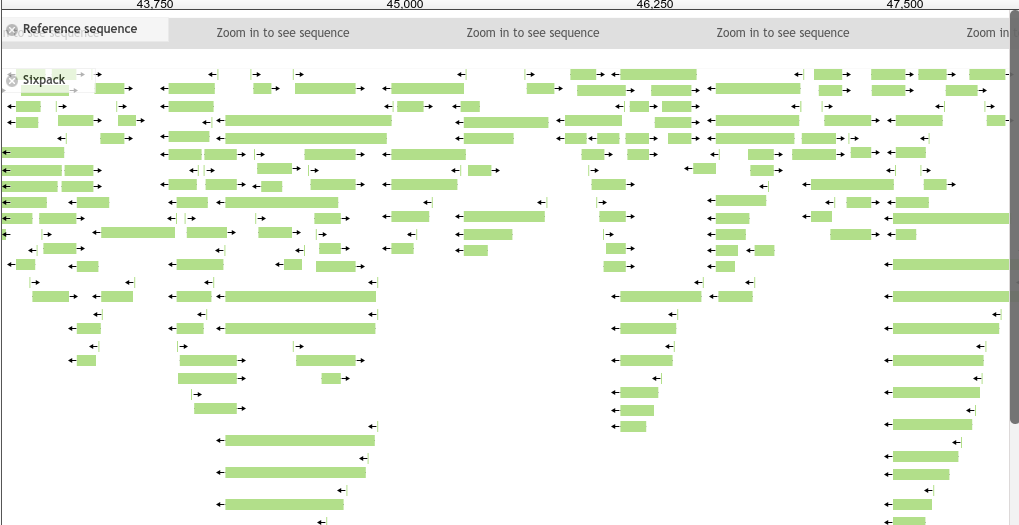 43,750 45,000 46,250 47,500
Reference sequence
Zoom in to see sequence Zoom in to see sequence Zoom in to see sequence Zoom in
Sixpack